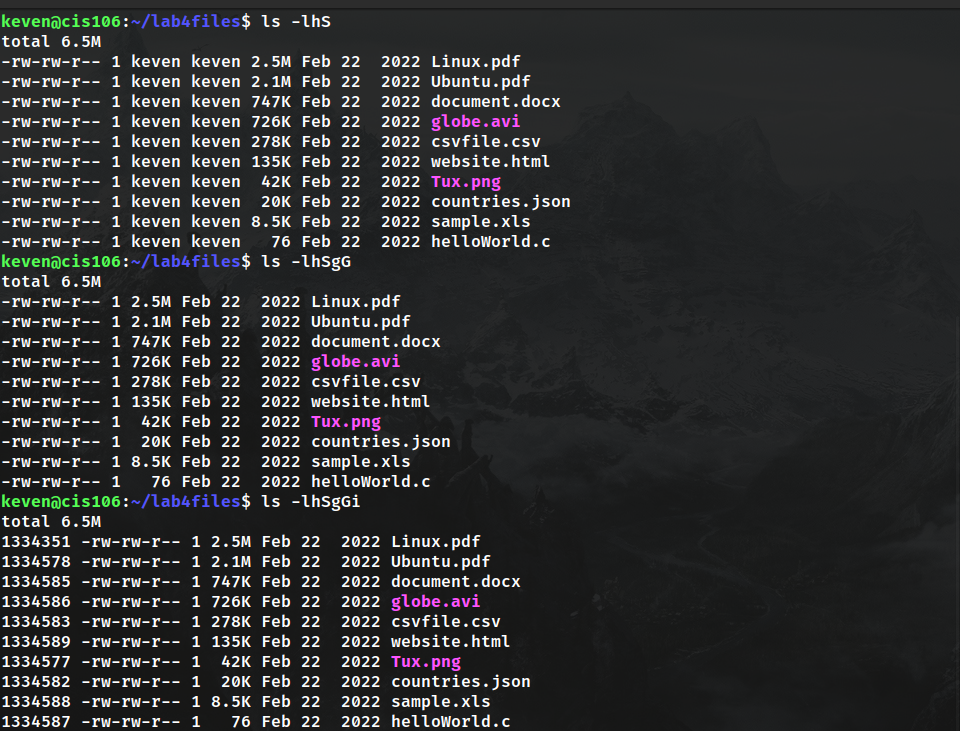 keven@cis106:~/lab4files$ ls -lhS
total 6.5M
-rw-rw-r-- 1 keven keven 2.5M Feb 22  2022 Linux.pdf
-rw-rw-r-- 1 keven keven 2.1M Feb 22  2022 Ubuntu.pdf
-rw-rw-r-- 1 keven keven 747K Feb 22  2022 document.docx
-rw-rw-r-- 1 keven keven 726K Feb 22  2022 globe.avi
-rw-rw-r-- 1 keven keven 278K Feb 22  2022 csvfile.csv
-rw-rw-r-- 1 keven keven 135K Feb 22  2022 website.html
-rw-rw-r-- 1 keven keven  42K Feb 22  2022 Tux.png
-rw-rw-r-- 1 keven keven  20K Feb 22  2022 countries.json
-rw-rw-r-- 1 keven keven 8.5K Feb 22  2022 sample.xls
-rw-rw-r-- 1 keven keven   76 Feb 22  2022 helloWorld.c
keven@cis106:~/lab4files$ ls -lhSgG
total 6.5M
-rw-rw-r-- 1 2.5M Feb 22  2022 Linux.pdf
-rw-rw-r-- 1 2.1M Feb 22  2022 Ubuntu.pdf
-rw-rw-r-- 1 747K Feb 22  2022 document.docx
-rw-rw-r-- 1 726K Feb 22  2022 globe.avi
-rw-rw-r-- 1 278K Feb 22  2022 csvfile.csv
-rw-rw-r-- 1 135K Feb 22  2022 website.html
-rw-rw-r-- 1  42K Feb 22  2022 Tux.png
-rw-rw-r-- 1  20K Feb 22  2022 countries.json
-rw-rw-r-- 1 8.5K Feb 22  2022 sample.xls
-rw-rw-r-- 1   76 Feb 22  2022 helloWorld.c
keven@cis106:~/lab4files$ ls -lhSgGi
total 6.5M
1334351 -rw-rw-r-- 1 2.5M Feb 22  2022 Linux.pdf
1334578 -rw-rw-r-- 1 2.1M Feb 22  2022 Ubuntu.pdf
1334585 -rw-rw-r-- 1 747K Feb 22  2022 document.docx
1334586 -rw-rw-r-- 1 726K Feb 22  2022 globe.avi
1334583 -rw-rw-r-- 1 278K Feb 22  2022 csvfile.csv
1334589 -rw-rw-r-- 1 135K Feb 22  2022 website.html
1334577 -rw-rw-r-- 1  42K Feb 22  2022 Tux.png
1334582 -rw-rw-r-- 1  20K Feb 22  2022 countries.json
1334588 -rw-rw-r-- 1 8.5K Feb 22  2022 sample.xls
1334587 -rw-rw-r-- 1   76 Feb 22  2022 helloWorld.c